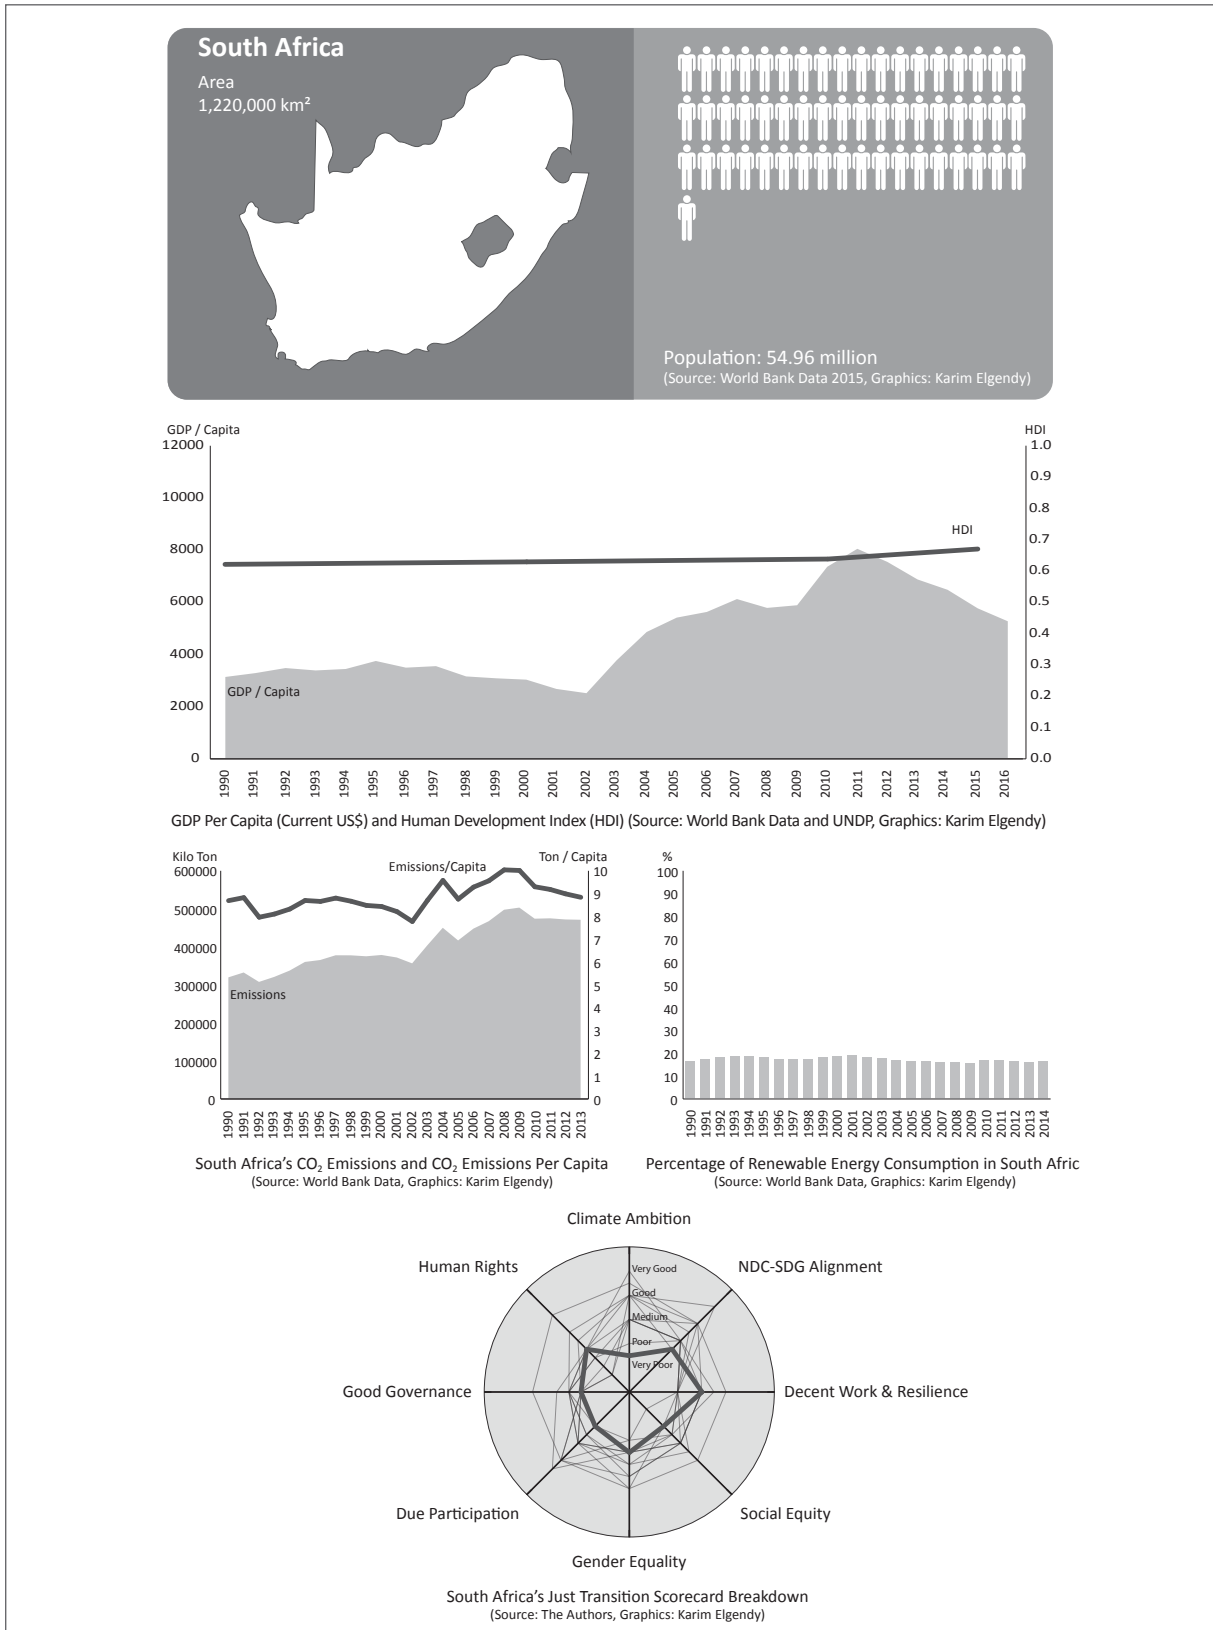 South Africa
Area
1,220,000 km²
Population: 54.96 million
(Source: World Bank Data 2015, Graphics: Karim Elgendy)
GDP / Capita
HDI
12000
10000
8000
6000
4000
2000
0
1.0
0.9
0.8
0.7
0.6
0.5
0.4
0.3
0.2
0.1
0.0
HDI
GDP / Capita
1990 1991 1992 1993 1994 1995 1996 1997 1998 1999 2000 2001 2002 2003 2004 2005 2006 2007 2008 2009 2010 2011 2012 2013 2014 2015 2016
GDP Per Capita (Current US$) and Human Development Index (HDI) (Source: World Bank Data and UNDP, Graphics: Karim Elgendy)
Kilo Ton
Ton / Capita
600000
500000
400000
300000
200000
100000
0
10
9
8
7
6
5
4
3
2
1
0
Emissions/Capita
Emissions
1990 1991 1992 1993 1994 1995 1996 1997 1998 1999 2000 2001 2002 2003 2004 2005 2006 2007 2008 2009 2010 2011 2012 2013
South Africa's CO₂ Emissions and CO₂ Emissions Per Capita
(Source: World Bank Data, Graphics: Karim Elgendy)
%
100
90
80
70
60
50
40
30
20
10
0
1990 1991 1992 1993 1994 1995 1996 1997 1998 1999 2000 2001 2002 2003 2004 2005 2006 2007 2008 2009 2010 2011 2012 2013 2014
Percentage of Renewable Energy Consumption in South Afric
(Source: World Bank Data, Graphics: Karim Elgendy)
Climate Ambition
Human Rights
NDC-SDG Alignment
Very Good
Good
Medium
Poor
Very Poor
Good Governance
Decent Work & Resilience
Due Participation
Social Equity
Gender Equality
South Africa's Just Transition Scorecard Breakdown
(Source: The Authors, Graphics: Karim Elgendy)